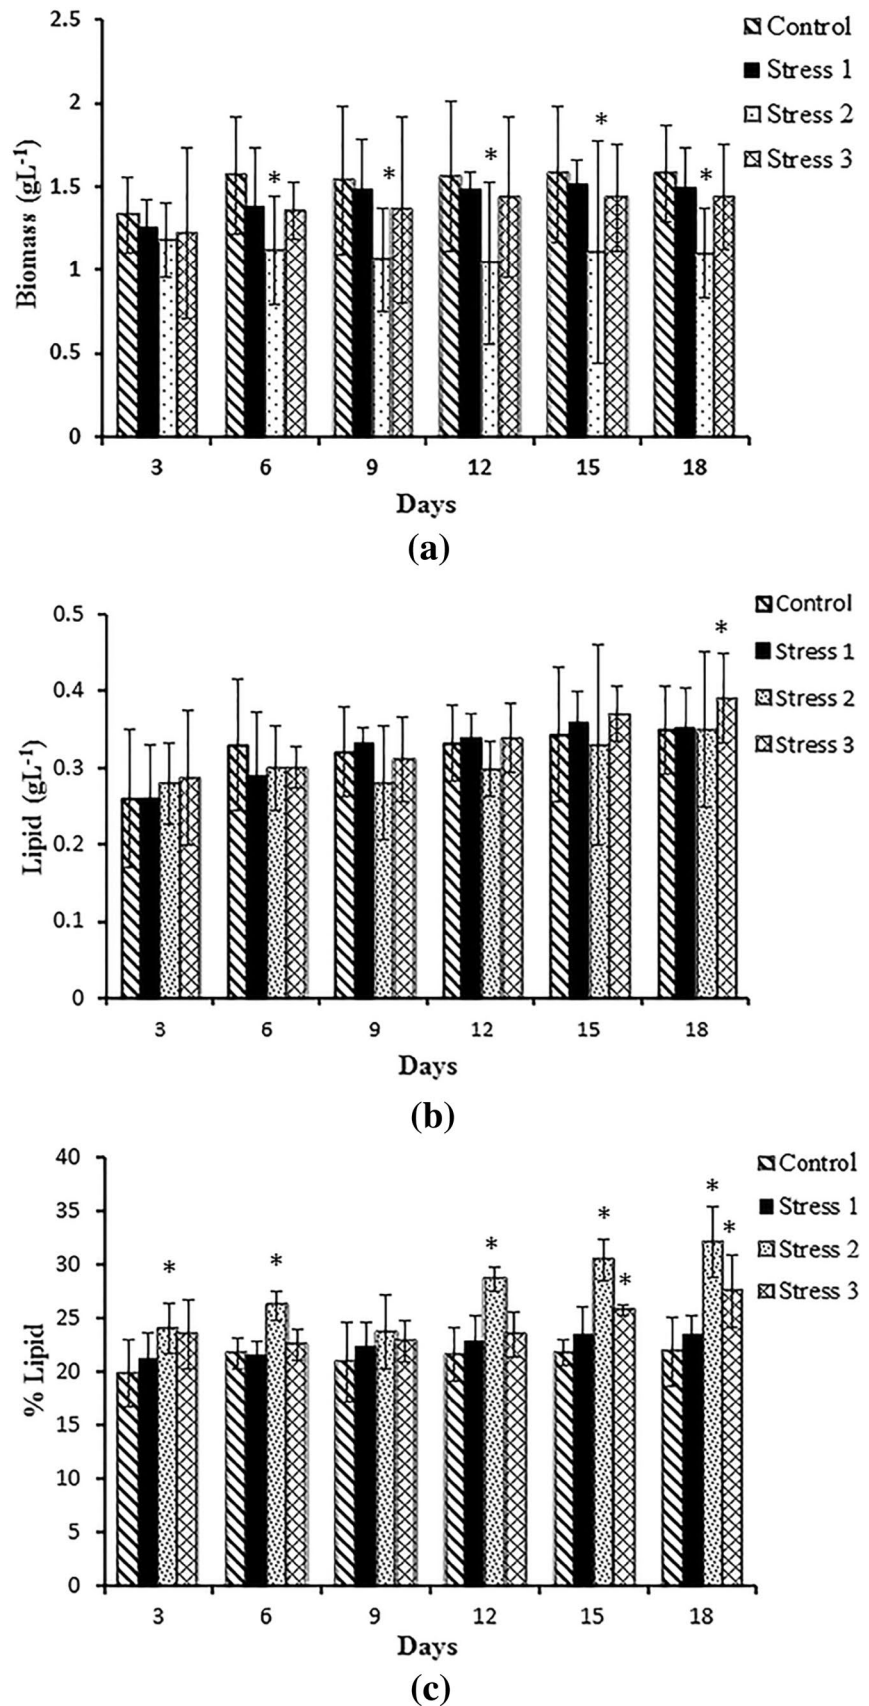 2.5
2
1.5
1
0.5
0
Biomass (gL-1)
*
*
*
*
*
Control
Stress 1
Stress 2
Stress 3
3 6 9 12 15 18
Days
(a)
0.5
0.4
0.3
0.2
0.1
0
Lipid (gL-1)
*
Control
Stress 1
Stress 2
Stress 3
3 6 9 12 15 18
Days
(b)
40
35
30
25
20
15
10
5
0
% Lipid
*
*
*
*
*
*
*
Control
Stress 1
Stress 2
Stress 3
3 6 9 12 15 18
Days
(c)